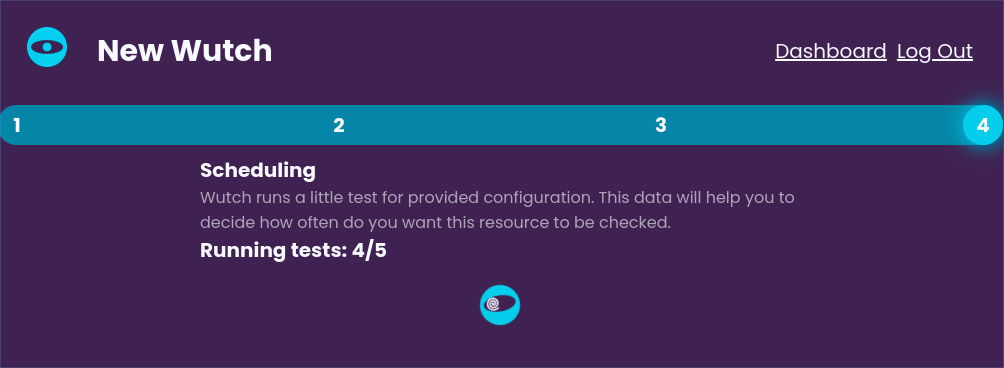 New Wutch
Dashboard Log Out
1 2 3 4
Scheduling
Wutch runs a little test for provided configuration. This data will help you to
decide how often do you want this resource to be checked.
Running tests: 4/5